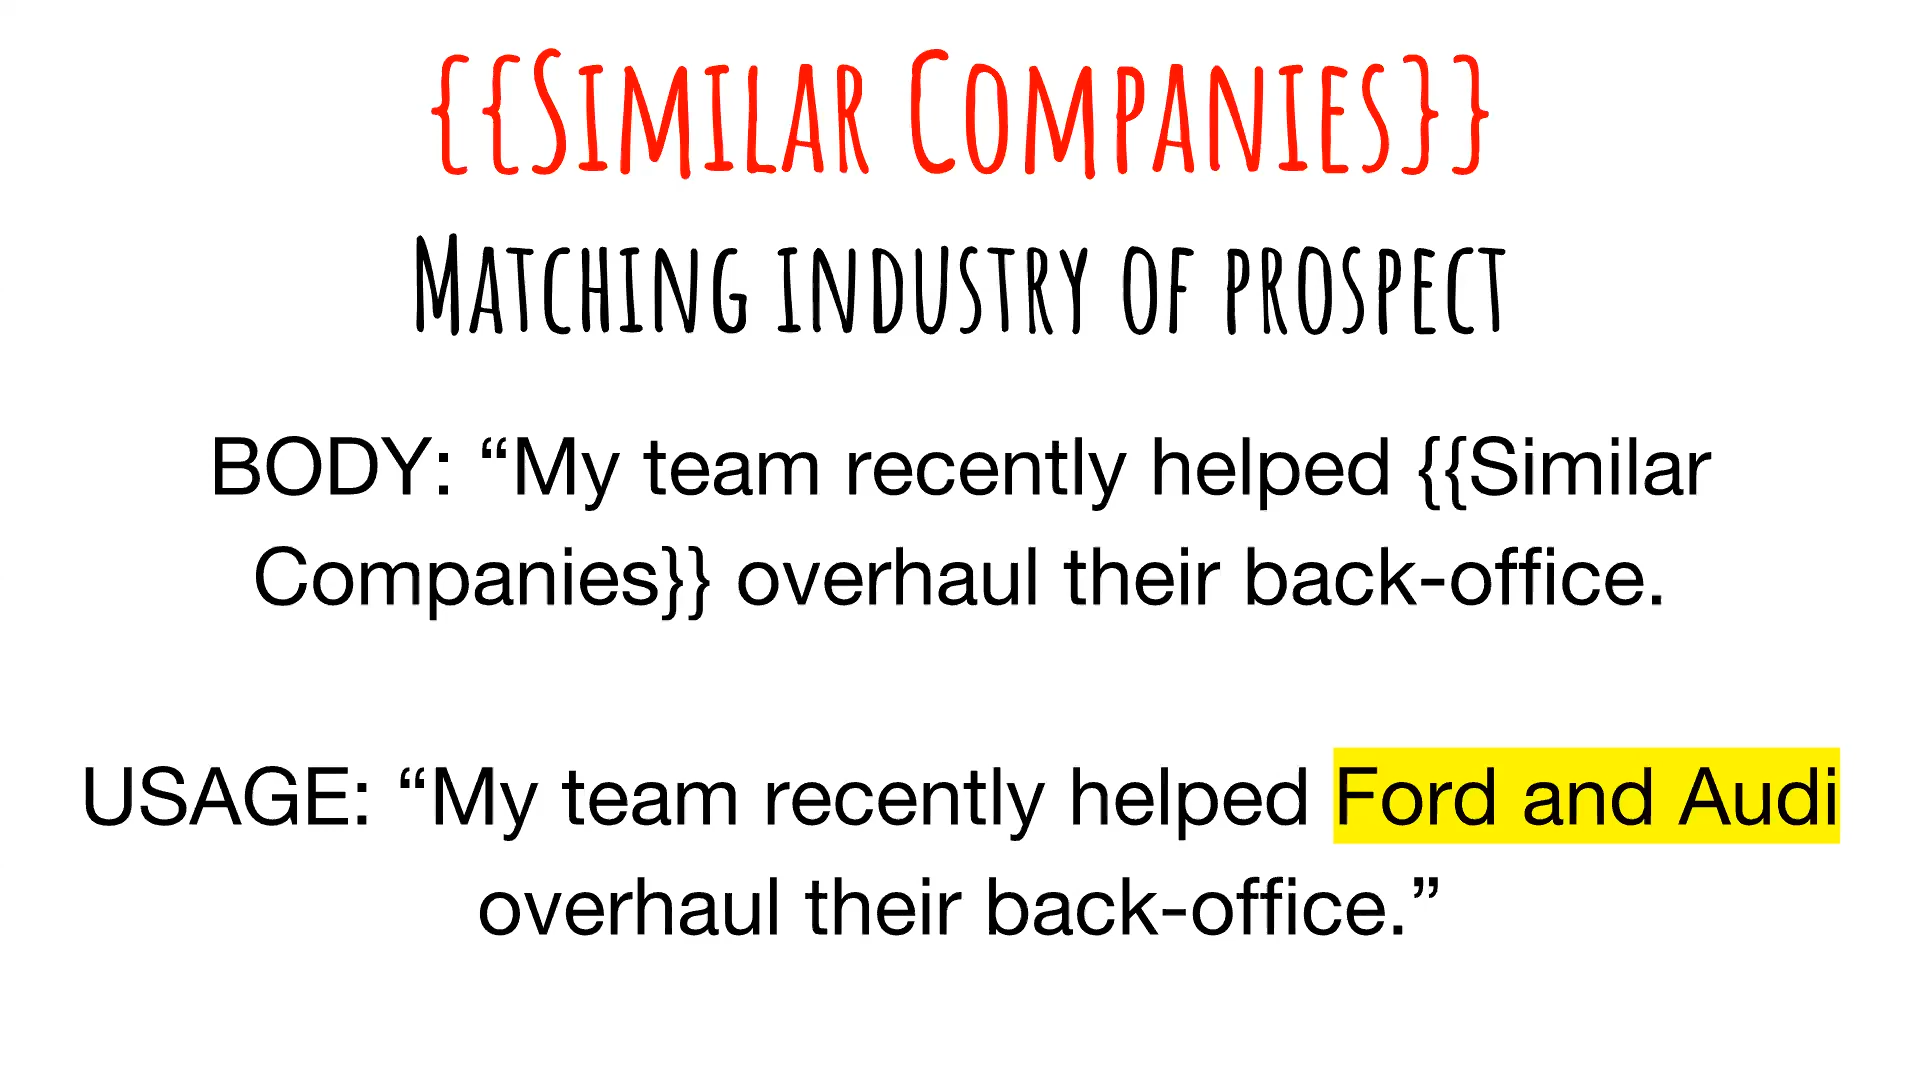 {{Similar Companies}}
Matching industry of prospect
BODY: “My team recently helped {{Similar
Companies}} overhaul their back-office.
USAGE: “My team recently helped Ford and Audi
overhaul their back-office.”